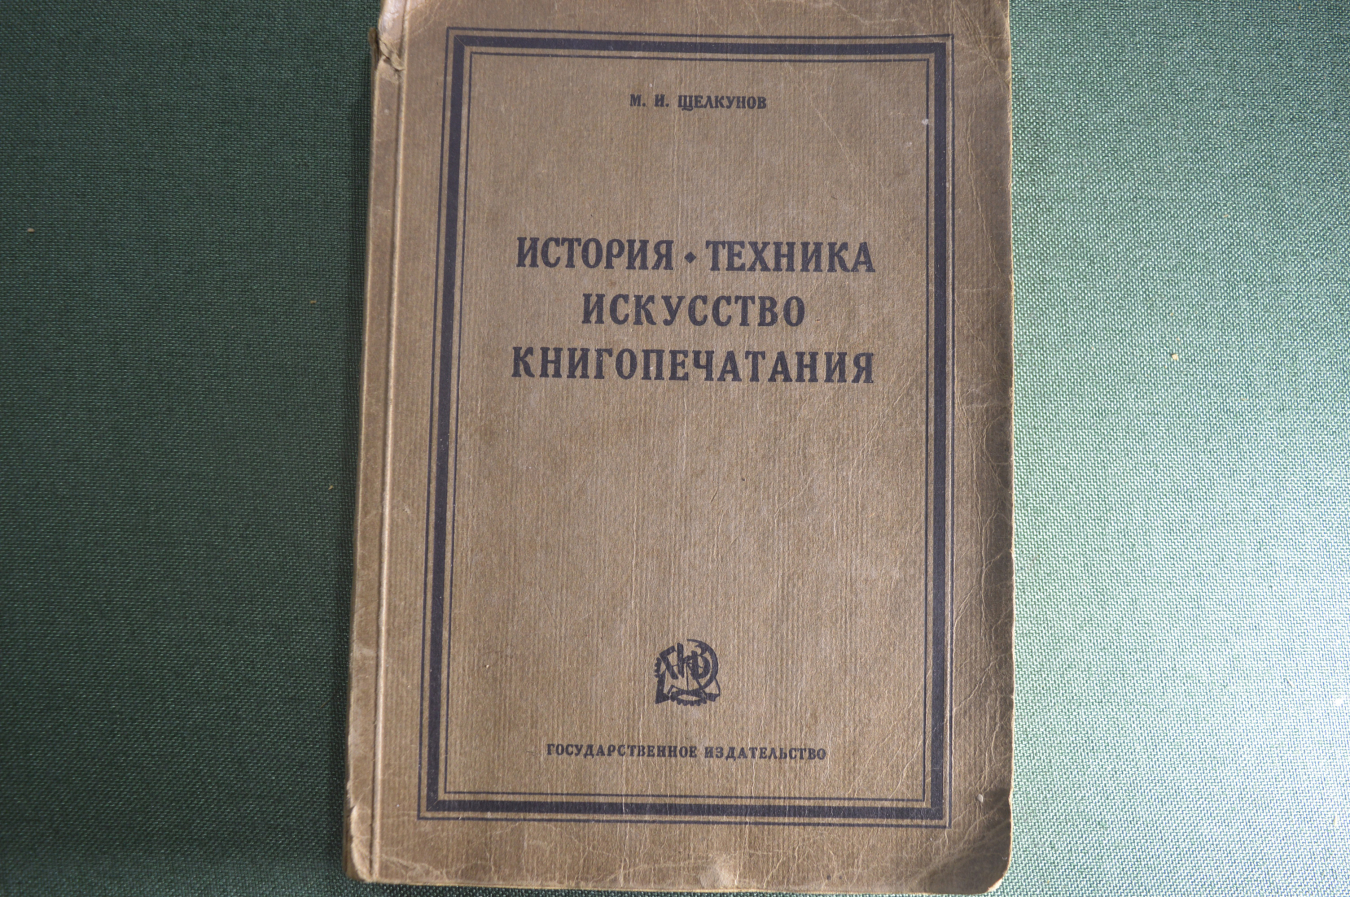 М. И. ЩЕЛКУНОВ
ИСТОРИЯ • ТЕХНИКА
ИСКУССТВО
КНИГОПЕЧАТАНИЯ
ГОСУДАРСТВЕННОЕ ИЗДАТЕЛЬСТВО